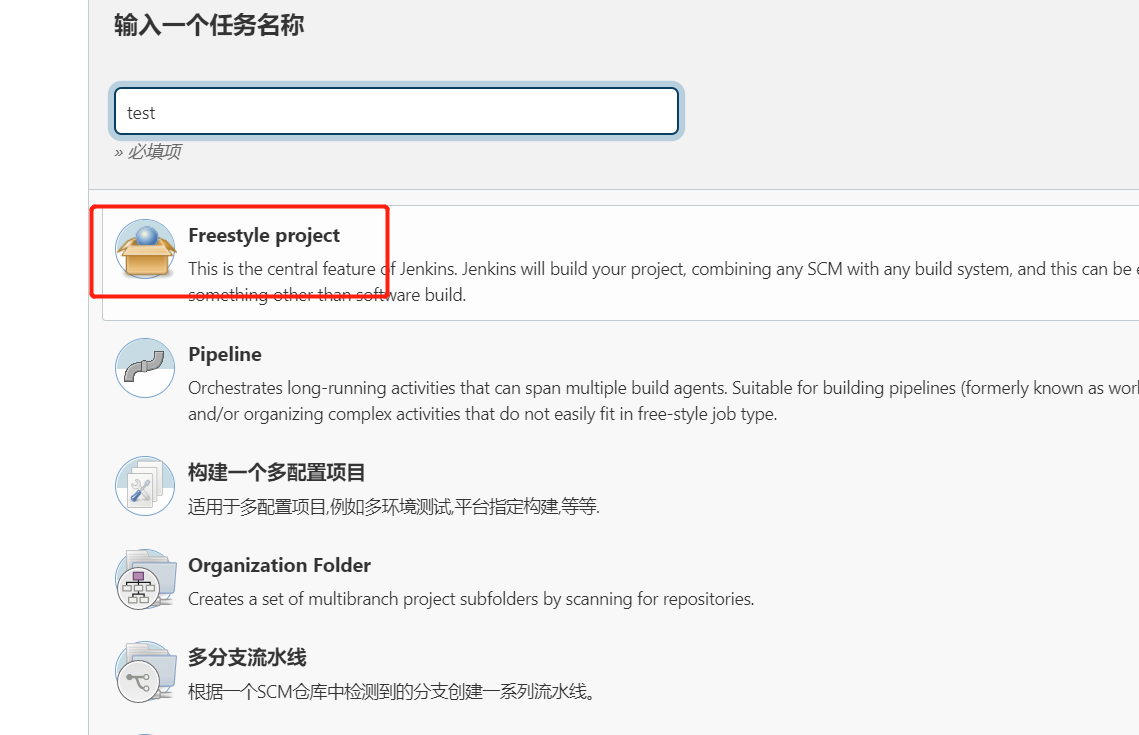 输入一个任务名称
test
» 必填项
Freestyle project
This is the central feature of Jenkins. Jenkins will build your project, combining any SCM with any build system, and this can be
something other than software build.
Pipeline
Orchestrates long-running activities that can span multiple build agents. Suitable for building pipelines (formerly known as
and/or organizing complex activities that do not easily fit in free-style job type.
构建一个多配置项目
适用于多配置项目,例如多环境测试,平台指定构建,等等.
Organization Folder
Creates a set of multibranch project subfolders by scanning for repositories.
多分支流水线
根据一个SCM仓库中检测到的分支创建一系列流水线。